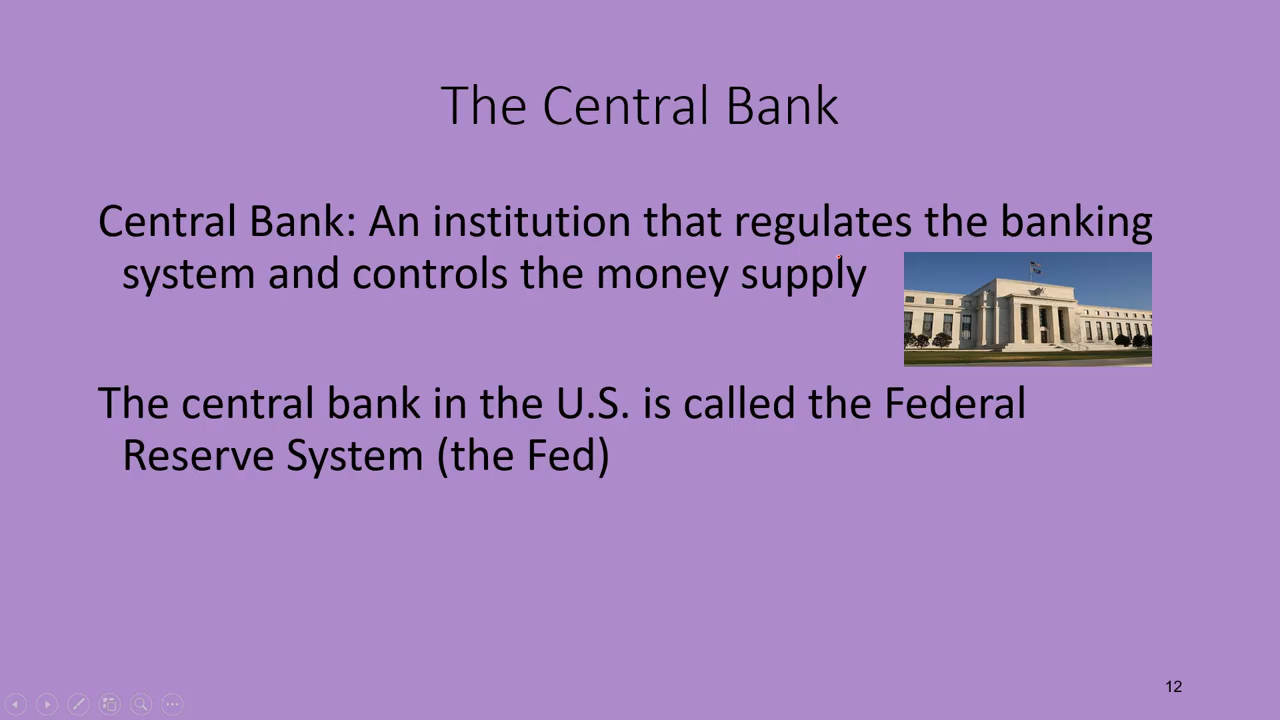 The Central Bank
Central Bank: An institution that regulates the banking
system and controls the money supply
The central bank in the U.S. is called the Federal
Reserve System (the Fed)
12